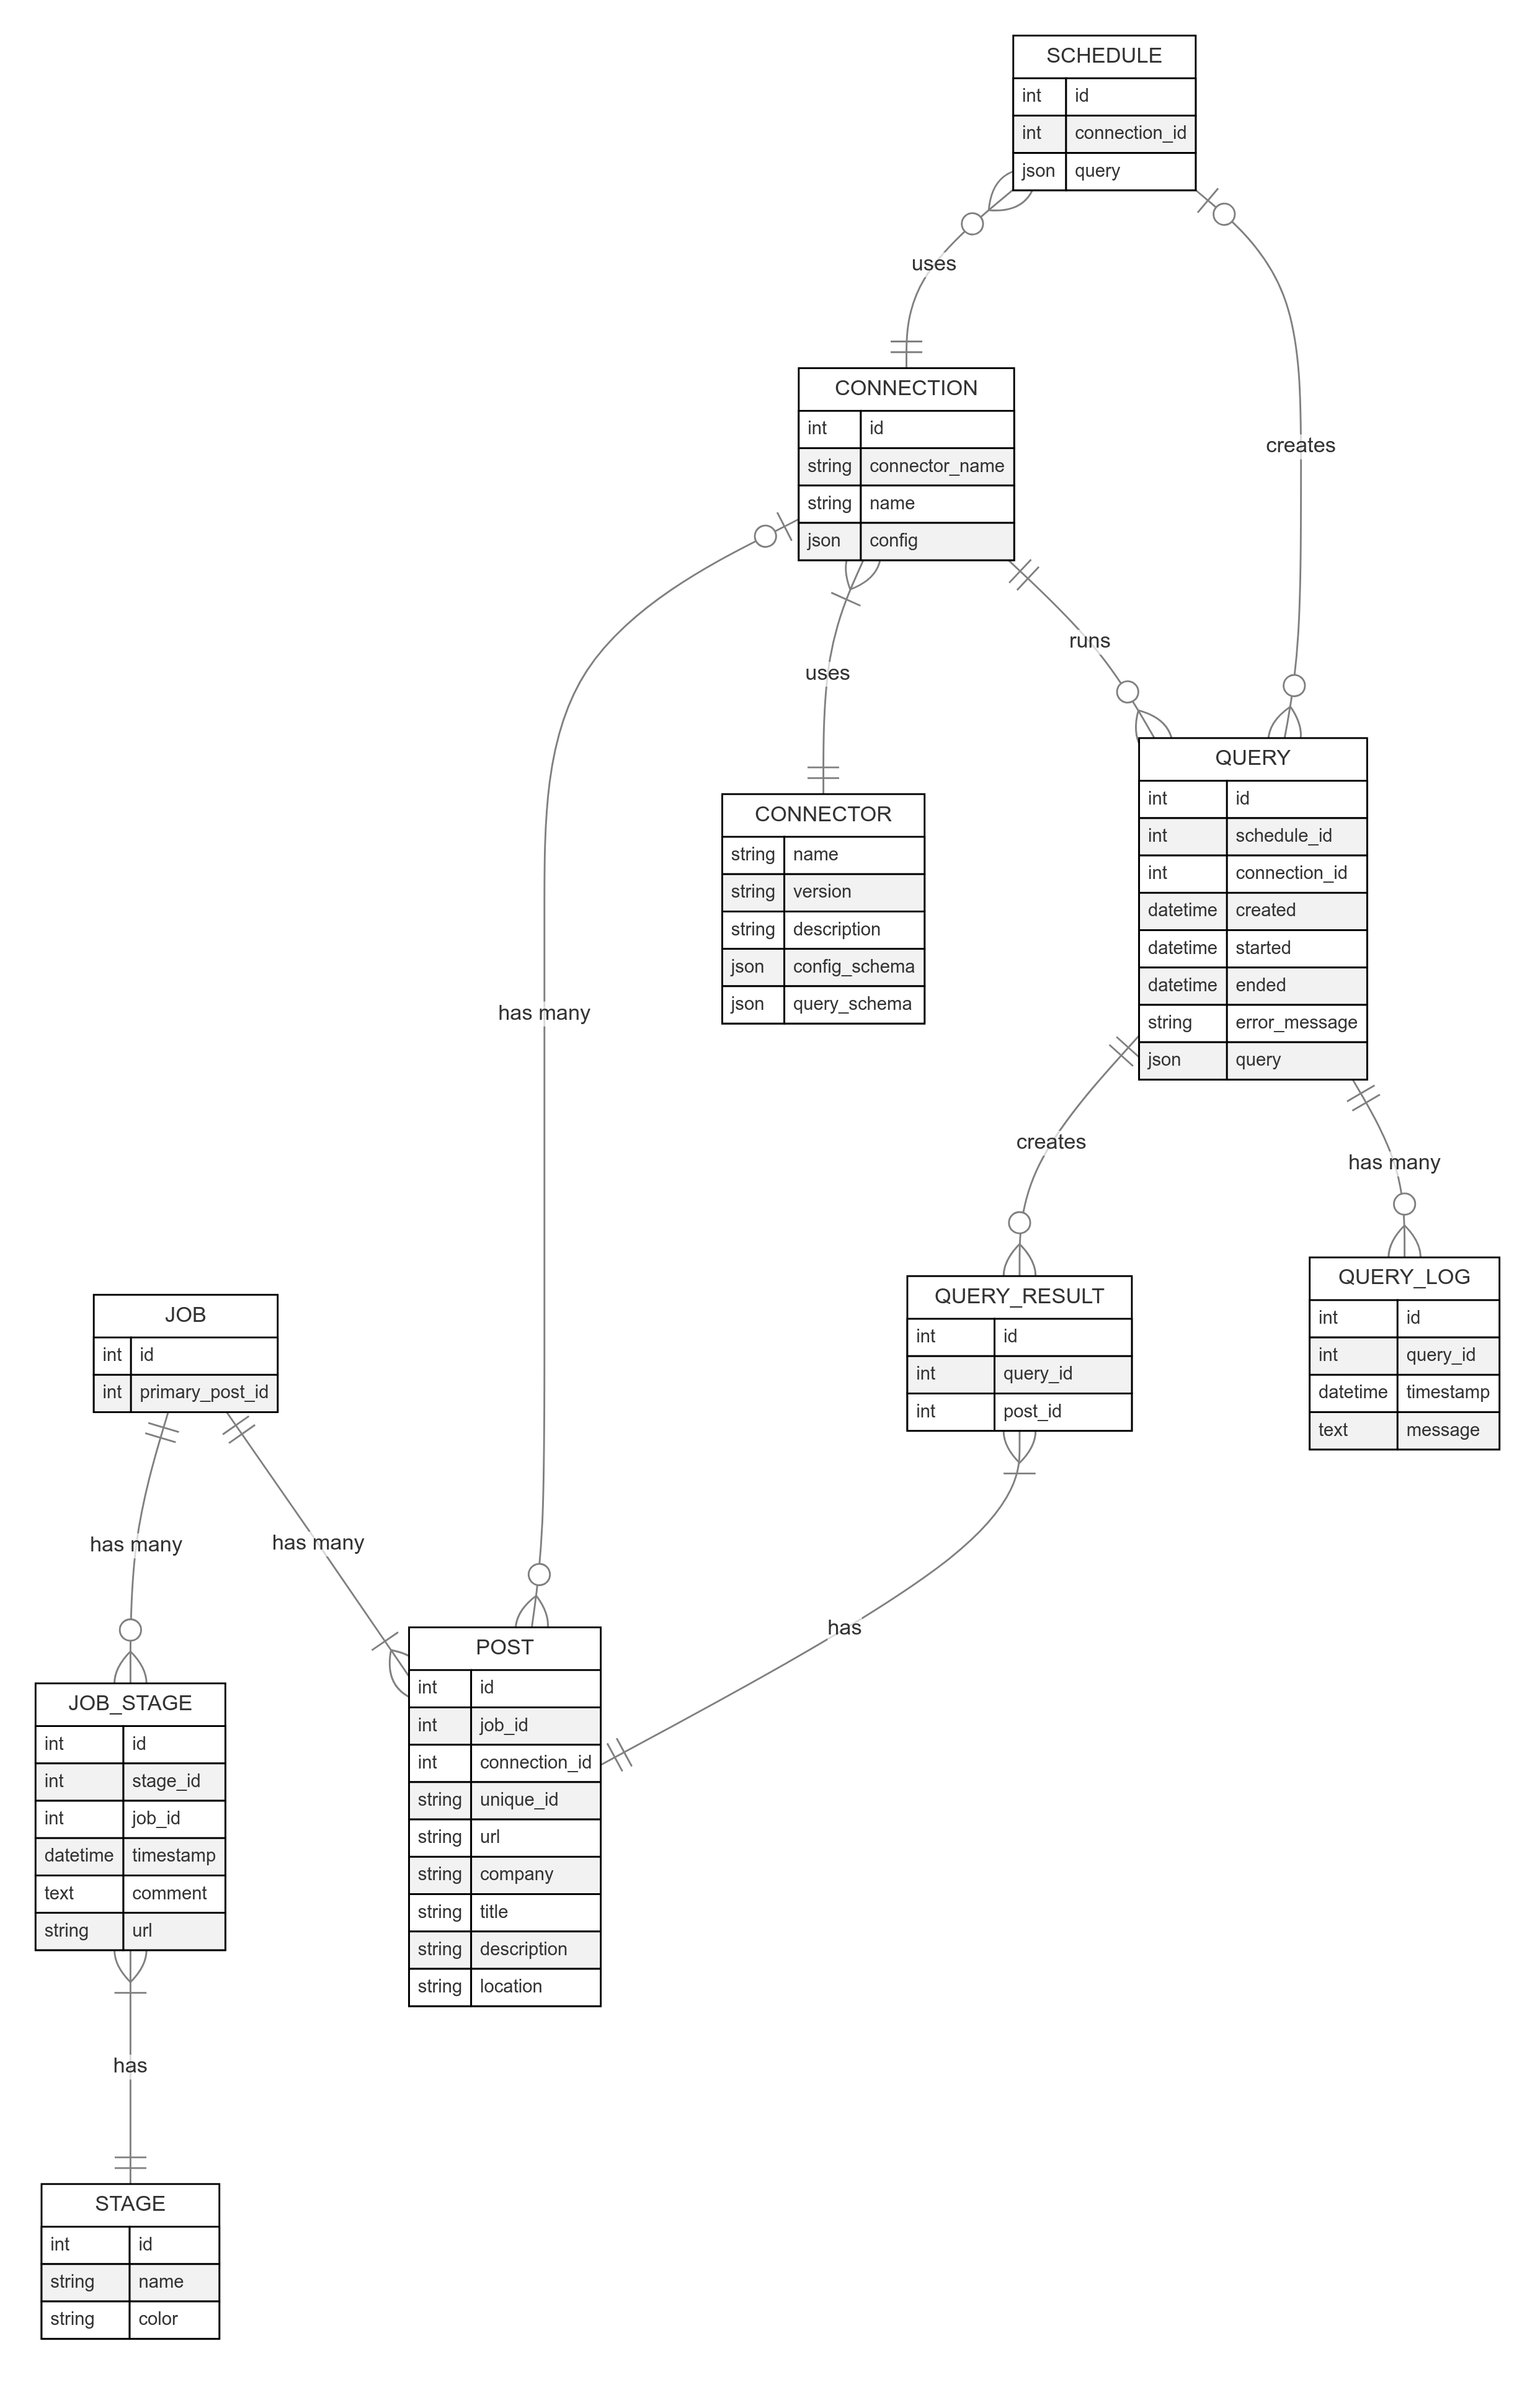 SCHEDULE
int id
int connection_id
json query
uses
creates
CONNECTION
int id
string connector_name
string name
json config
uses
runs
has many
CONNECTOR
string name
string version
string description
json config_schema
json query_schema
QUERY
int id
int schedule_id
int connection_id
datetime created
datetime started
datetime ended
string error_message
json query
creates
has many
QUERY_RESULT
int id
int query_id
int post_id
QUERY_LOG
int id
int query_id
datetime timestamp
text message
JOB
int id
int primary_post_id
has many
has many
has
POST
int id
int job_id
int connection_id
string unique_id
string url
string company
string title
string description
string location
JOB_STAGE
int id
int stage_id
int job_id
datetime timestamp
text comment
string url
has
STAGE
int id
string name
string color